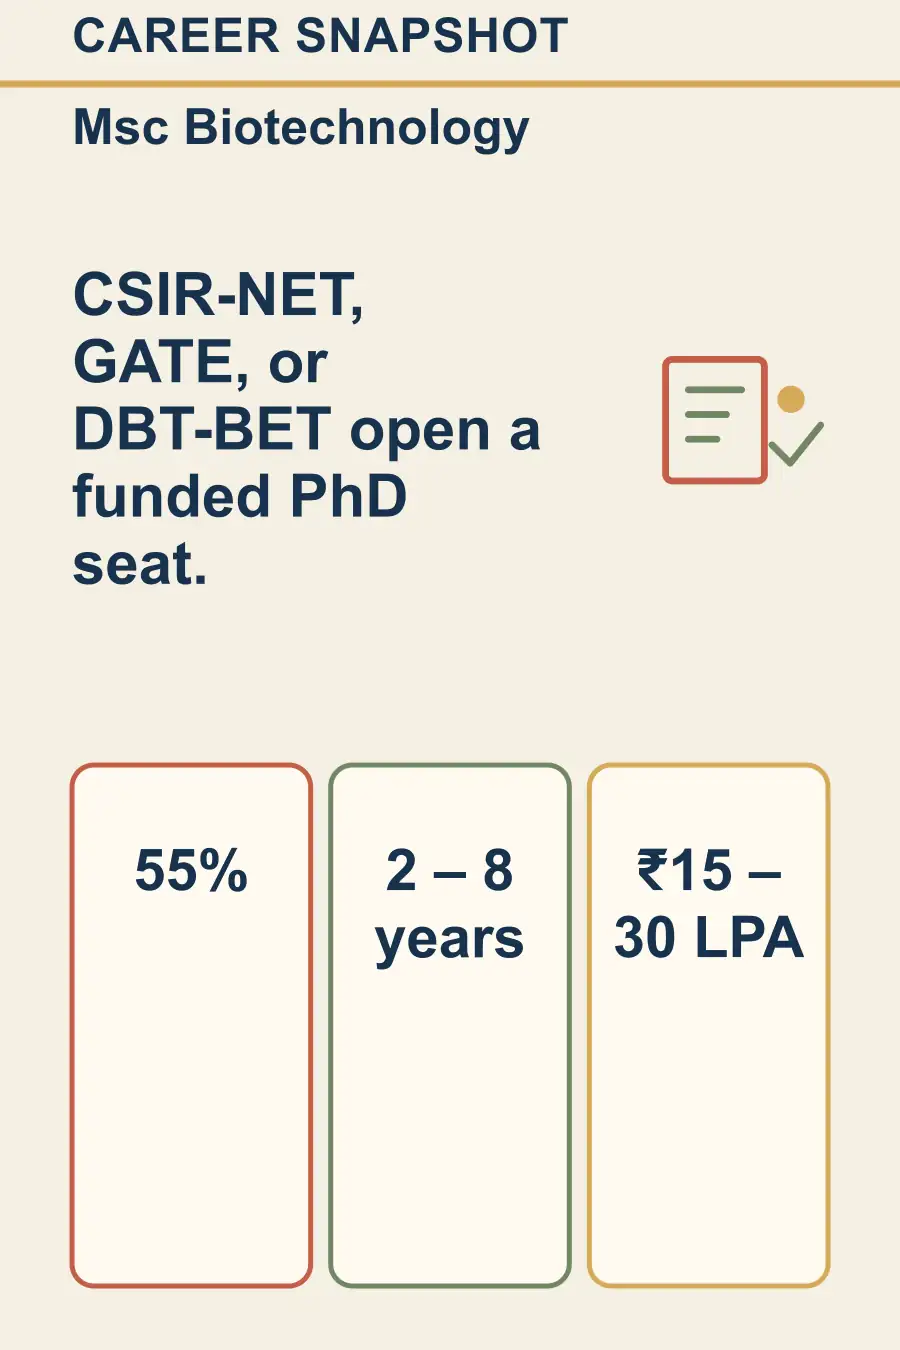 CAREER SNAPSHOT
Msc Biotechnology
CSIR-NET,
GATE, or
DBT-BET open a
funded PhD
seat.
55%
2 – 8
years
₹15 –
30 LPA